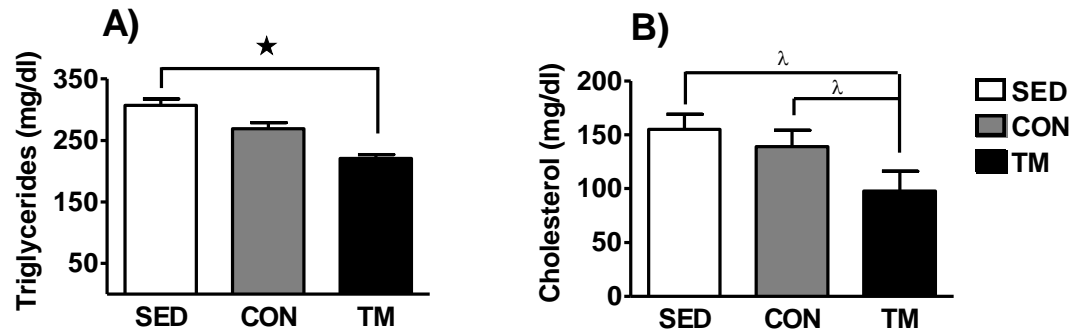 A)
★
Triglycerides (mg/dl)
350
250
150
50
SED CON TM
B)
λ
λ
Cholesterol (mg/dl)
200
150
100
50
0
SED CON TM
SED
CON
TM